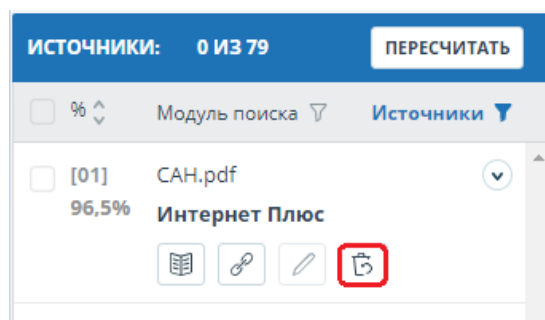 ИСТОЧНИКИ: 0 ИЗ 79 ПЕРЕСЧИТАТЬ
% Модуль поиска Источники
[01] САН.pdf
96,5% Интернет Плюс